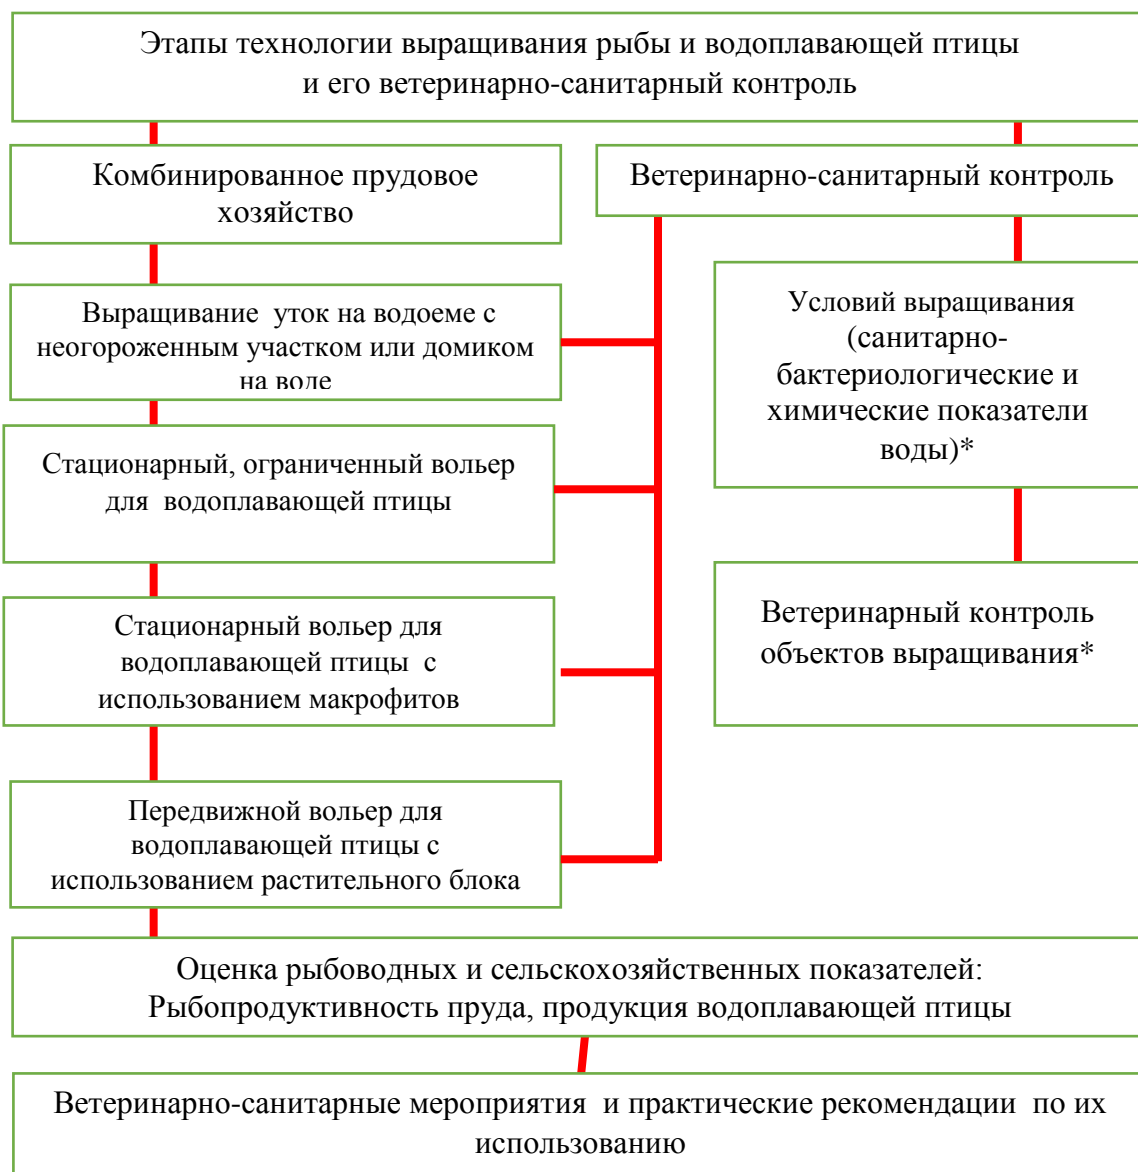 Этапы технологии выращивания рыбы и водоплавающей птицы
и его ветеринарно-санитарный контроль
Комбинированное прудовое
хозяйство
Ветеринарно-санитарный контроль
Выращивание уток на водоеме с
неогороженным участком или домиком
на воде
Условий выращивания
(санитарно-
бактериологические и
химические показатели
воды)*
Стационарный, ограниченный вольер
для водоплавающей птицы
Стационарный вольер для
водоплавающей птицы с
использованием макрофитов
Ветеринарный контроль
объектов выращивания*
Передвижной вольер для
водоплавающей птицы с
использованием растительного блока
Оценка рыбоводных и сельскохозяйственных показателей:
Рыбопродуктивность пруда, продукция водоплавающей птицы
Ветеринарно-санитарные мероприятия и практические рекомендации по их
использованию